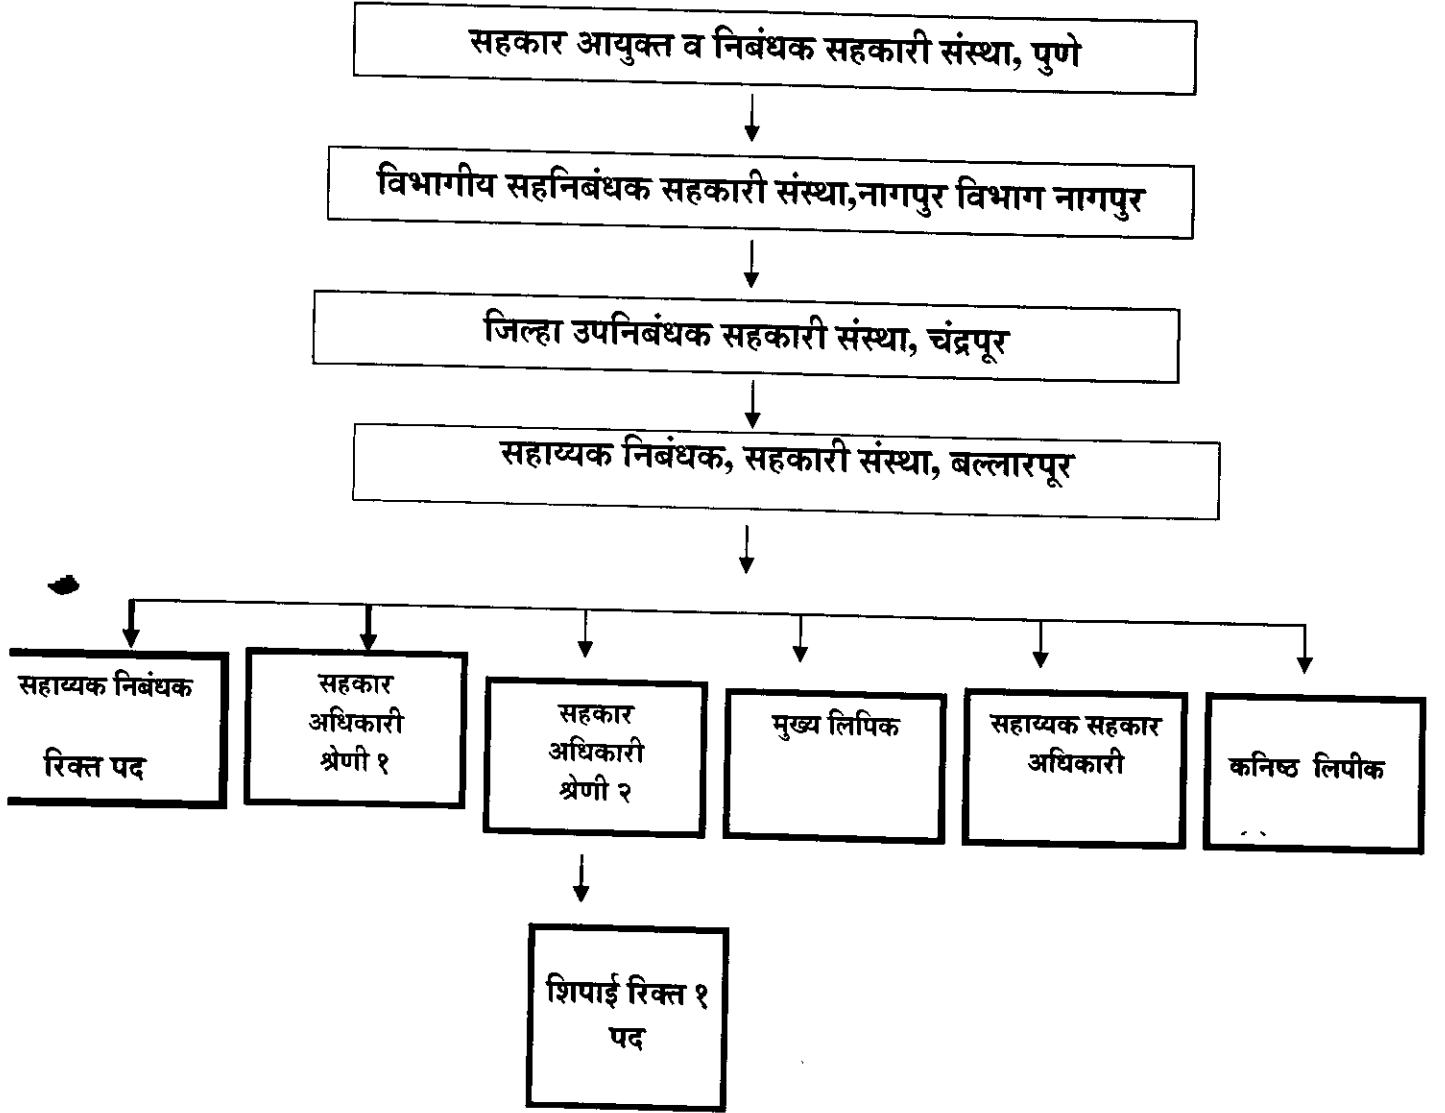 सहकार आयुक्त व निबंधक सहकारी संस्था, पुणे
विभागीय सहनिबंधक सहकारी संस्था,नागपुर विभाग नागपुर
जिल्हा उपनिबंधक सहकारी संस्था, चंद्रपूर
सहाय्यक निबंधक, सहकारी संस्था, बल्लारपूर
सहाय्यक निबंधक
रिक्त पद
सहकार
अधिकारी
श्रेणी १
सहकार
अधिकारी
श्रेणी २
मुख्य लिपिक
सहाय्यक सहकार
अधिकारी
कनिष्ठ लिपीक
शिपाई रिक्त १
पद